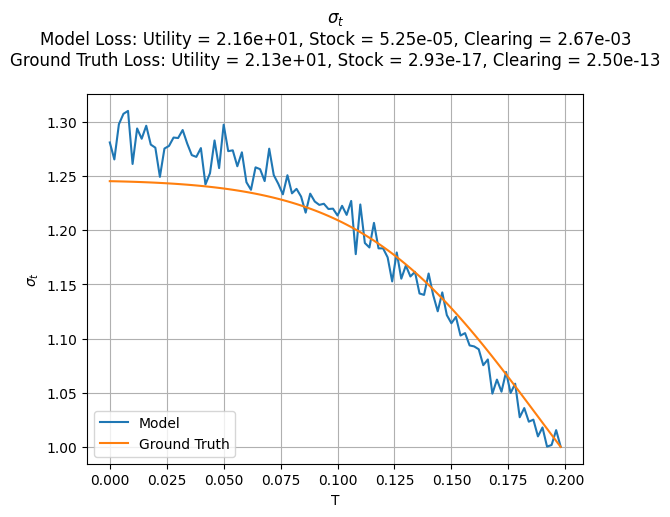 σₜ
Model Loss: Utility = 2.16e+01, Stock = 5.25e-05, Clearing = 2.67e-03
Ground Truth Loss: Utility = 2.13e+01, Stock = 2.93e-17, Clearing = 2.50e-13
1.30
1.25
1.20
1.15
1.10
1.05
1.00
σₜ
Model
Ground Truth
0.000 0.025 0.050 0.075 0.100 0.125 0.150 0.175 0.200
T